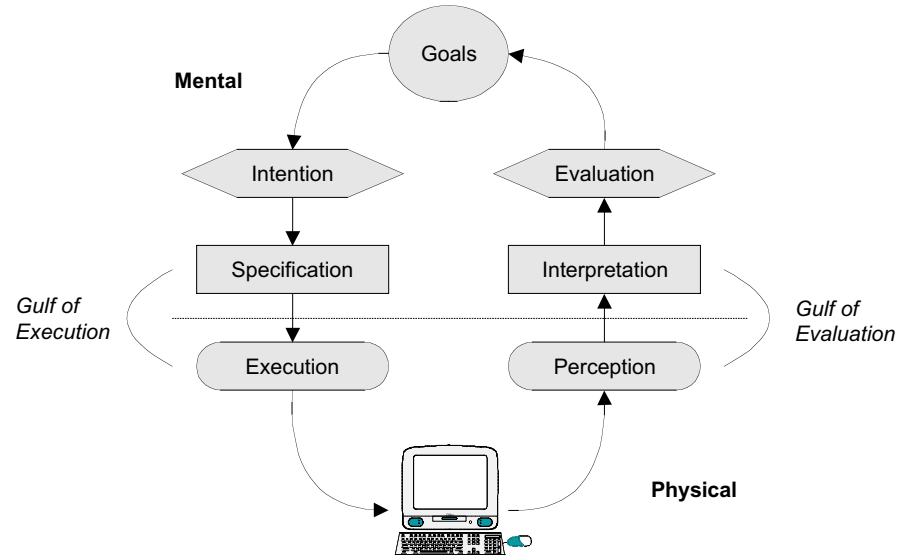 Goals
Mental
Intention
Evaluation
Specification
Interpretation
Gulf of
Execution
Gulf of
Evaluation
Execution
Perception
Physical